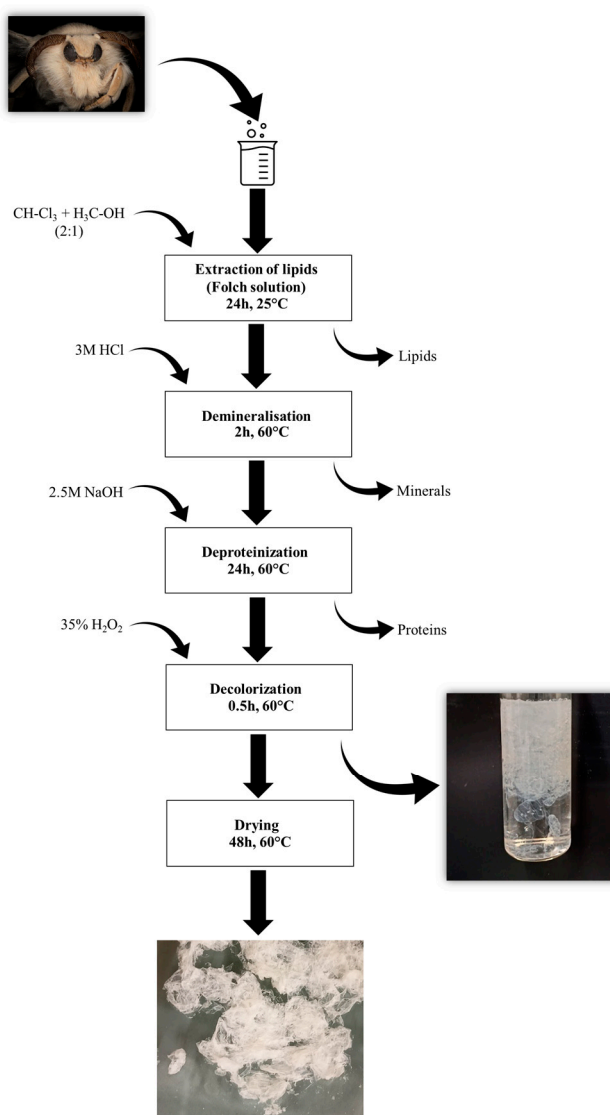 CH-Cl₃ + H₃C-OH
(2:1)
Extraction of lipids
(Folch solution)
24h, 25°C
Lipids
3M HCl
Demineralisation
2h, 60°C
Minerals
2.5M NaOH
Deproteinization
24h, 60°C
Proteins
35% H₂O₂
Decolorization
0.5h, 60°C
Drying
48h, 60°C